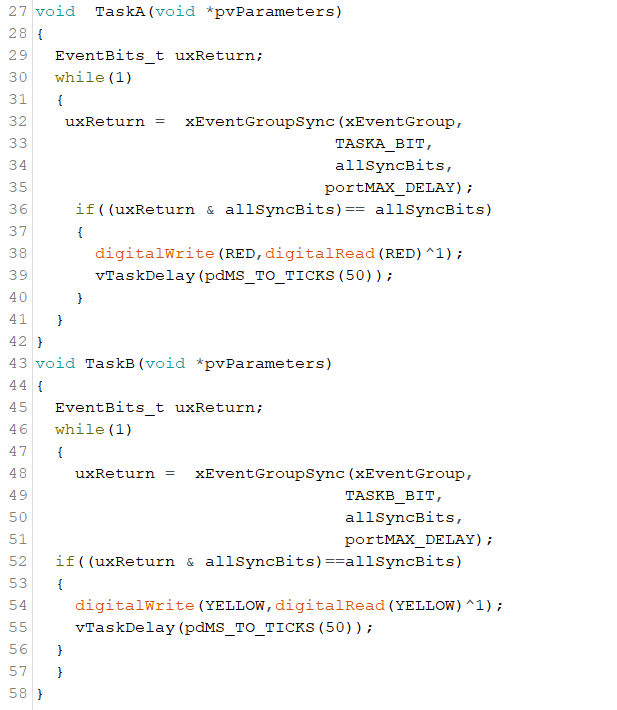 27 void  TaskA(void *pvParameters)
28 {
29   EventBits_t uxReturn;
30   while(1)
31   {
32    uxReturn =  xEventGroupSync(xEventGroup,
33                               TASKA_BIT,
34                               allSyncBits,
35                              portMAX_DELAY);
36     if((uxReturn & allSyncBits)== allSyncBits)
37     {
38       digitalWrite(RED,digitalRead(RED)^1);
39       vTaskDelay(pdMS_TO_TICKS(50));
40     }
41   }
42 }
43 void TaskB(void *pvParameters)
44 {
45   EventBits_t uxReturn;
46   while(1)
47   {
48     uxReturn =  xEventGroupSync(xEventGroup,
49                                TASKB_BIT,
50                                allSyncBits,
51                                portMAX_DELAY);
52   if((uxReturn & allSyncBits)==allSyncBits)
53   {
54     digitalWrite(YELLOW,digitalRead(YELLOW)^1);
55     vTaskDelay(pdMS_TO_TICKS(50));
56   }
57   }
58 }